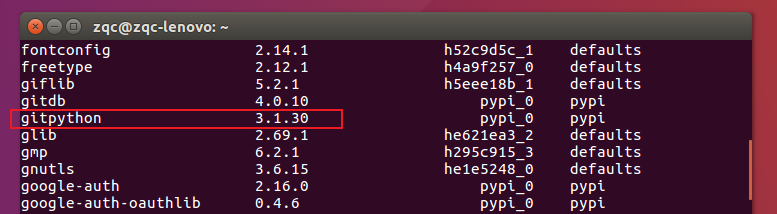 zqc@zqc-lenovo: ~
fontconfig 2.14.1 h52c9d5c_1 defaults
freetype 2.12.1 h4a9f257_0 defaults
giflib 5.2.1 h5eee18b_1 defaults
gitdb 4.0.10 pypi_0 pypi
gitpython 3.1.30 pypi_0 pypi
glib 2.69.1 he621ea3_2 defaults
gmp 6.2.1 h295c915_3 defaults
gnutls 3.6.15 he1e5248_0 defaults
google-auth 2.16.0 pypi_0 pypi
google-auth-oauthlib 0.4.6 pypi_0 pypi